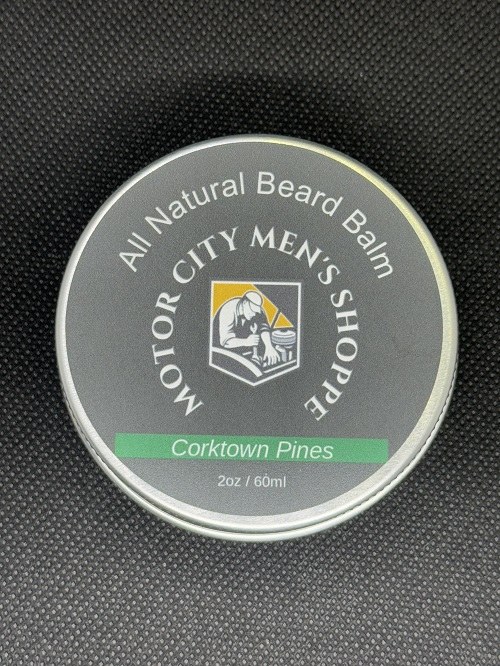 All Natural Beard Balm
MOTOR CITY MEN'S SHOPPE
Corktown Pines
2oz / 60ml